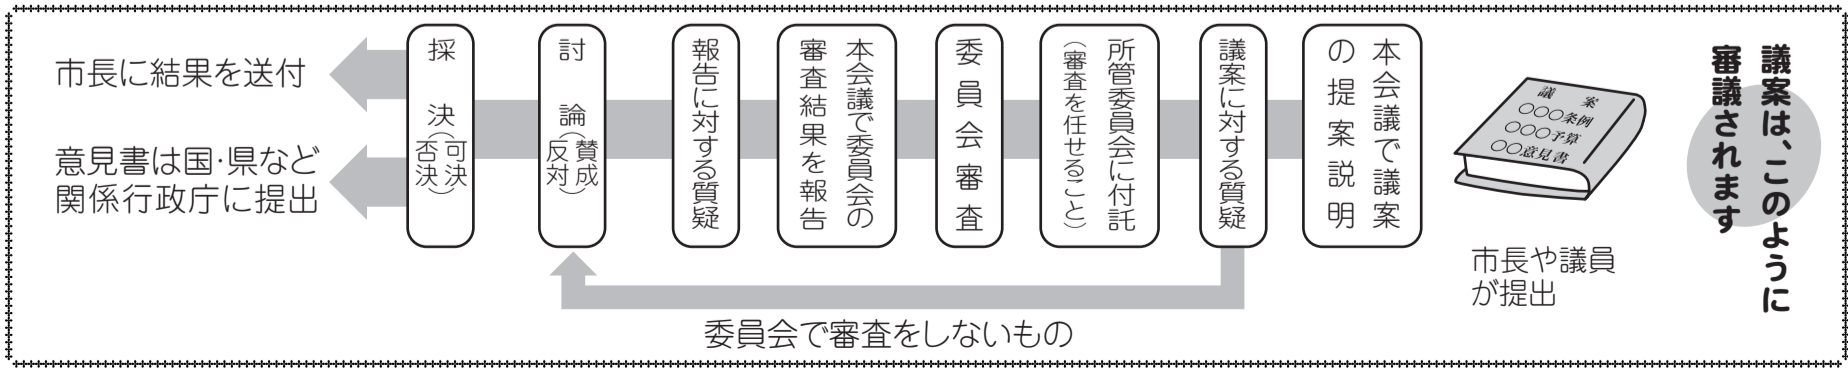 議案は、このように
審議されます
議　案
○○○条例
○○○予算
○○意見書
市長や議員
が提出
本会議で議案
の提案説明
議案に対する質疑
所管委員会に付託
（審査を任せること）
委員会審査
本会議で委員会の
審査結果を報告
報告に対する質疑
討　論（賛成
反対）
採　決（可決
否決）
市長に結果を送付
意見書は国・県など
関係行政庁に提出
委員会で審査をしないもの